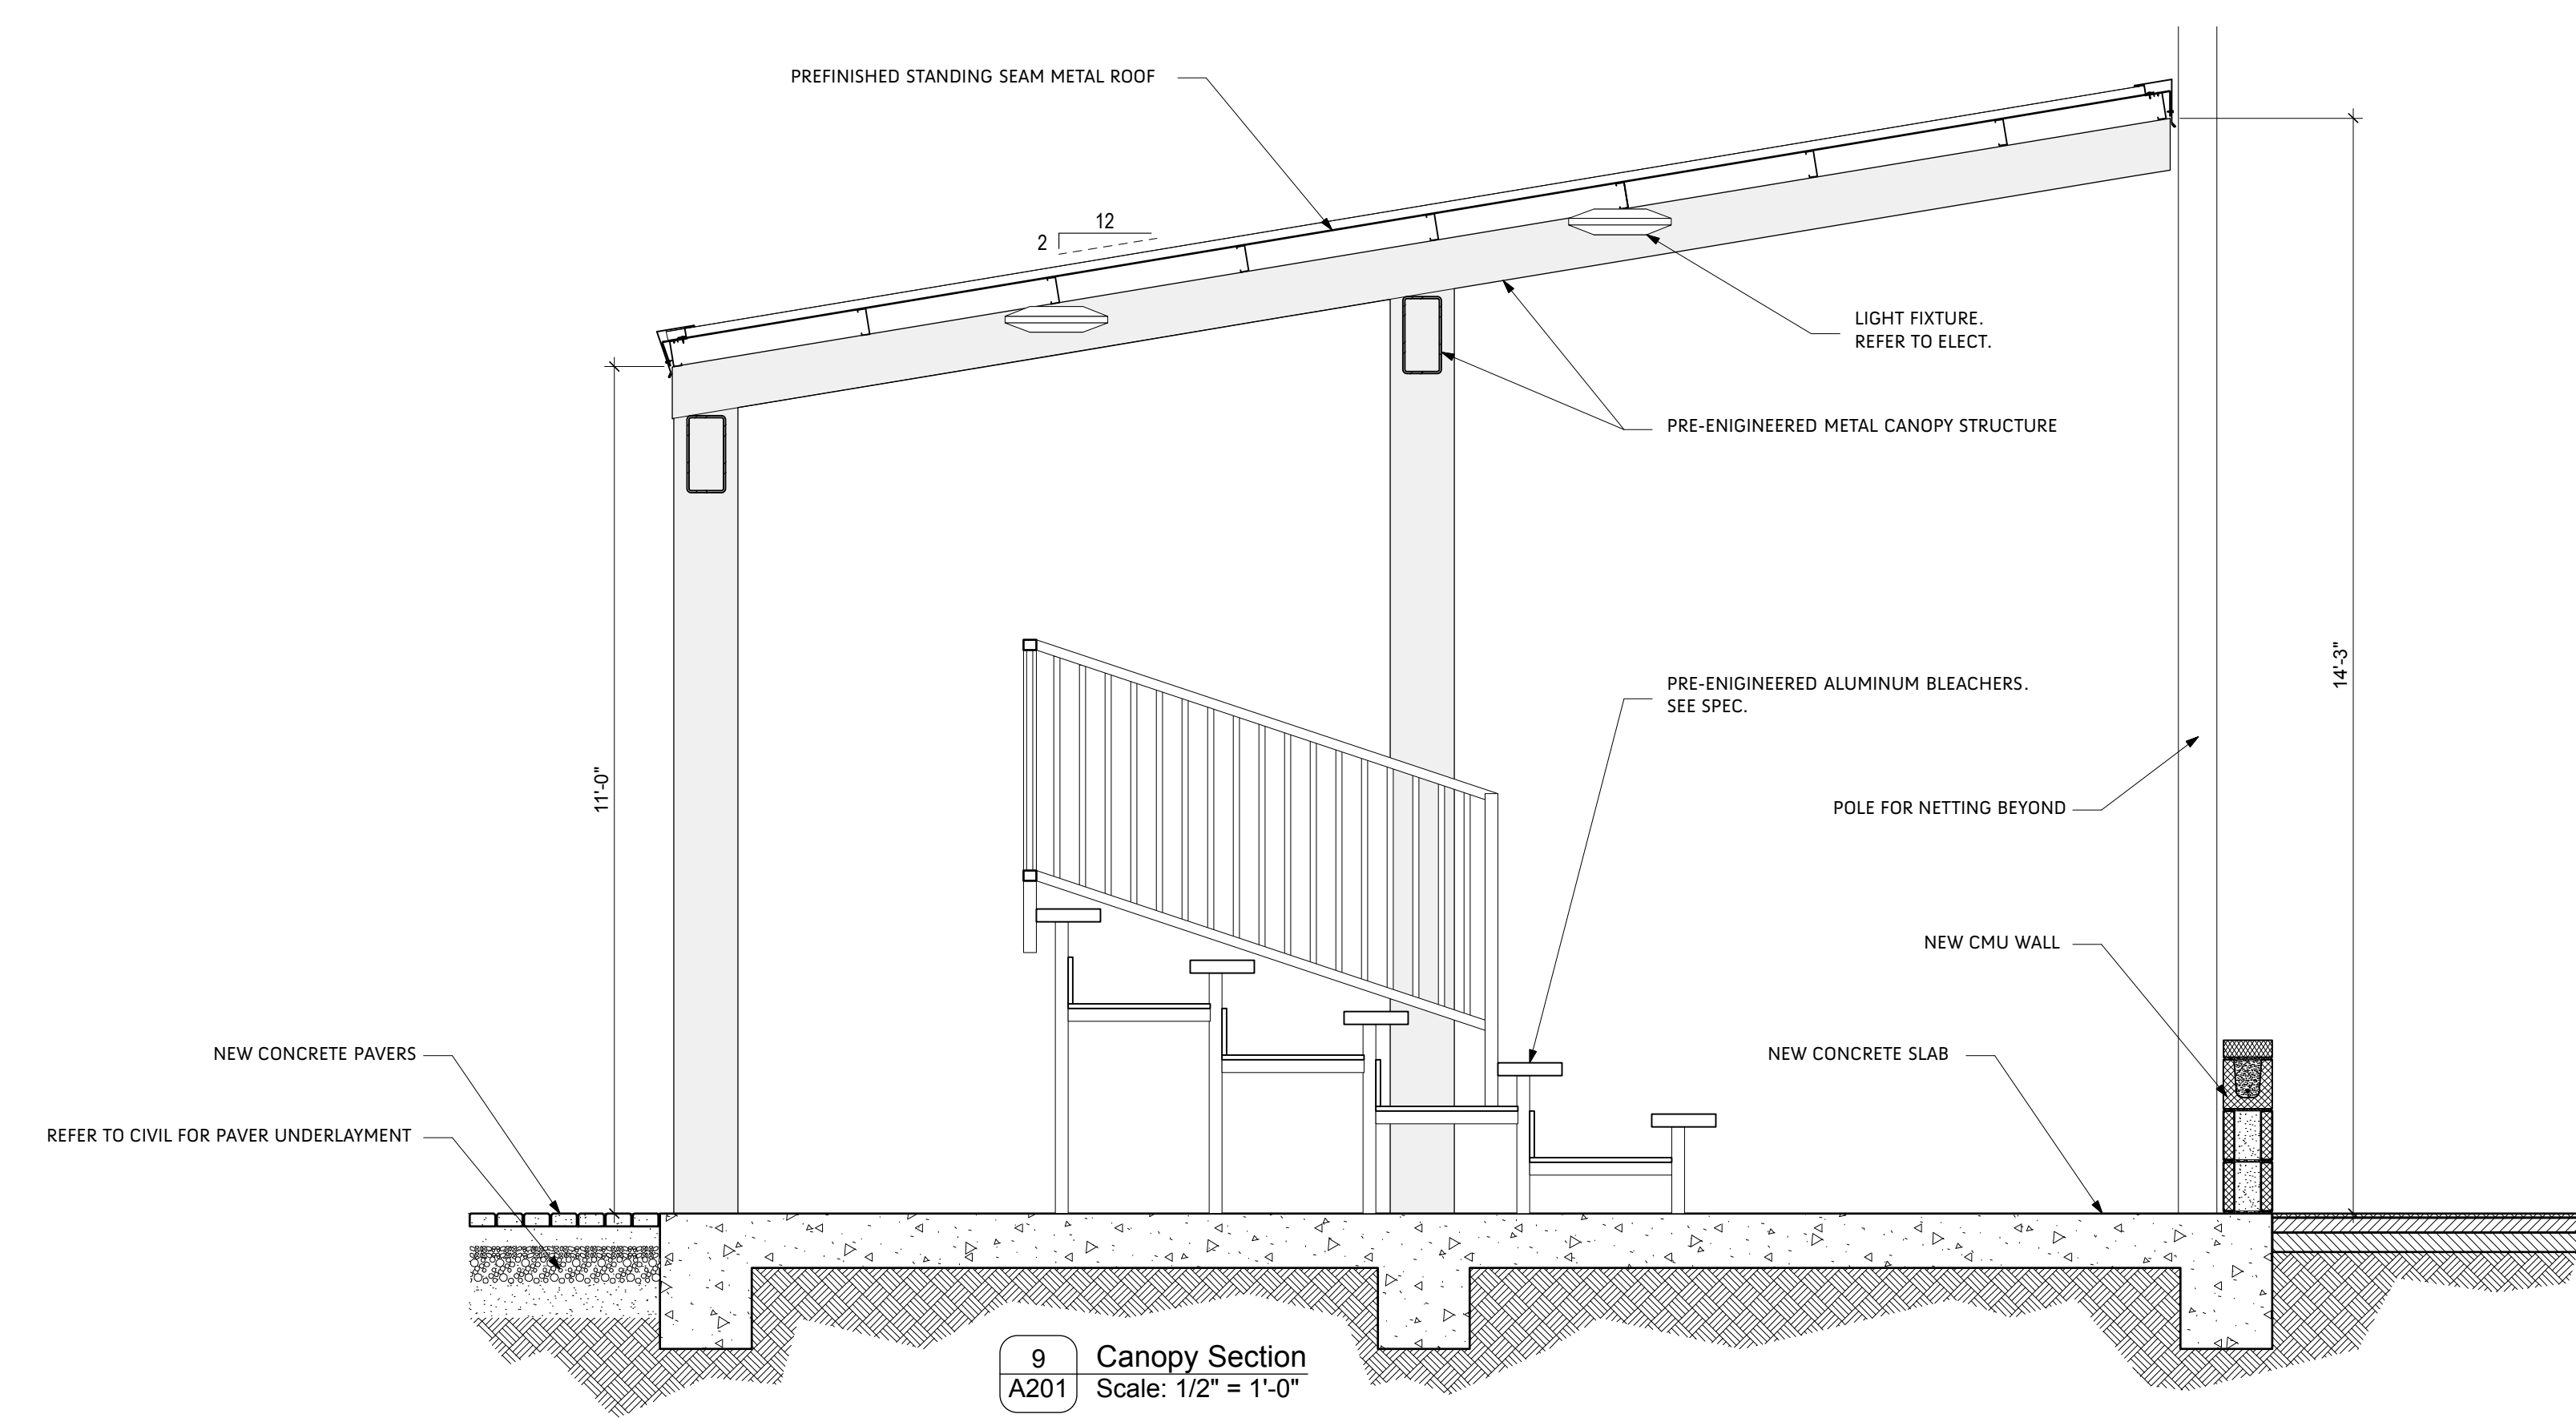 PREFINISHED STANDING SEAM METAL ROOF
12
2
LIGHT FIXTURE.
REFER TO ELECT.
PRE-ENIGINEERED METAL CANOPY STRUCTURE
14'-3"
PRE-ENIGINEERED ALUMINUM BLEACHERS.
SEE SPEC.
11'-0"
POLE FOR NETTING BEYOND
NEW CMU WALL
NEW CONCRETE PAVERS
NEW CONCRETE SLAB
REFER TO CIVIL FOR PAVER UNDERLAYMENT
9
Canopy Section
A201
Scale: 1/2" = 1'-0"